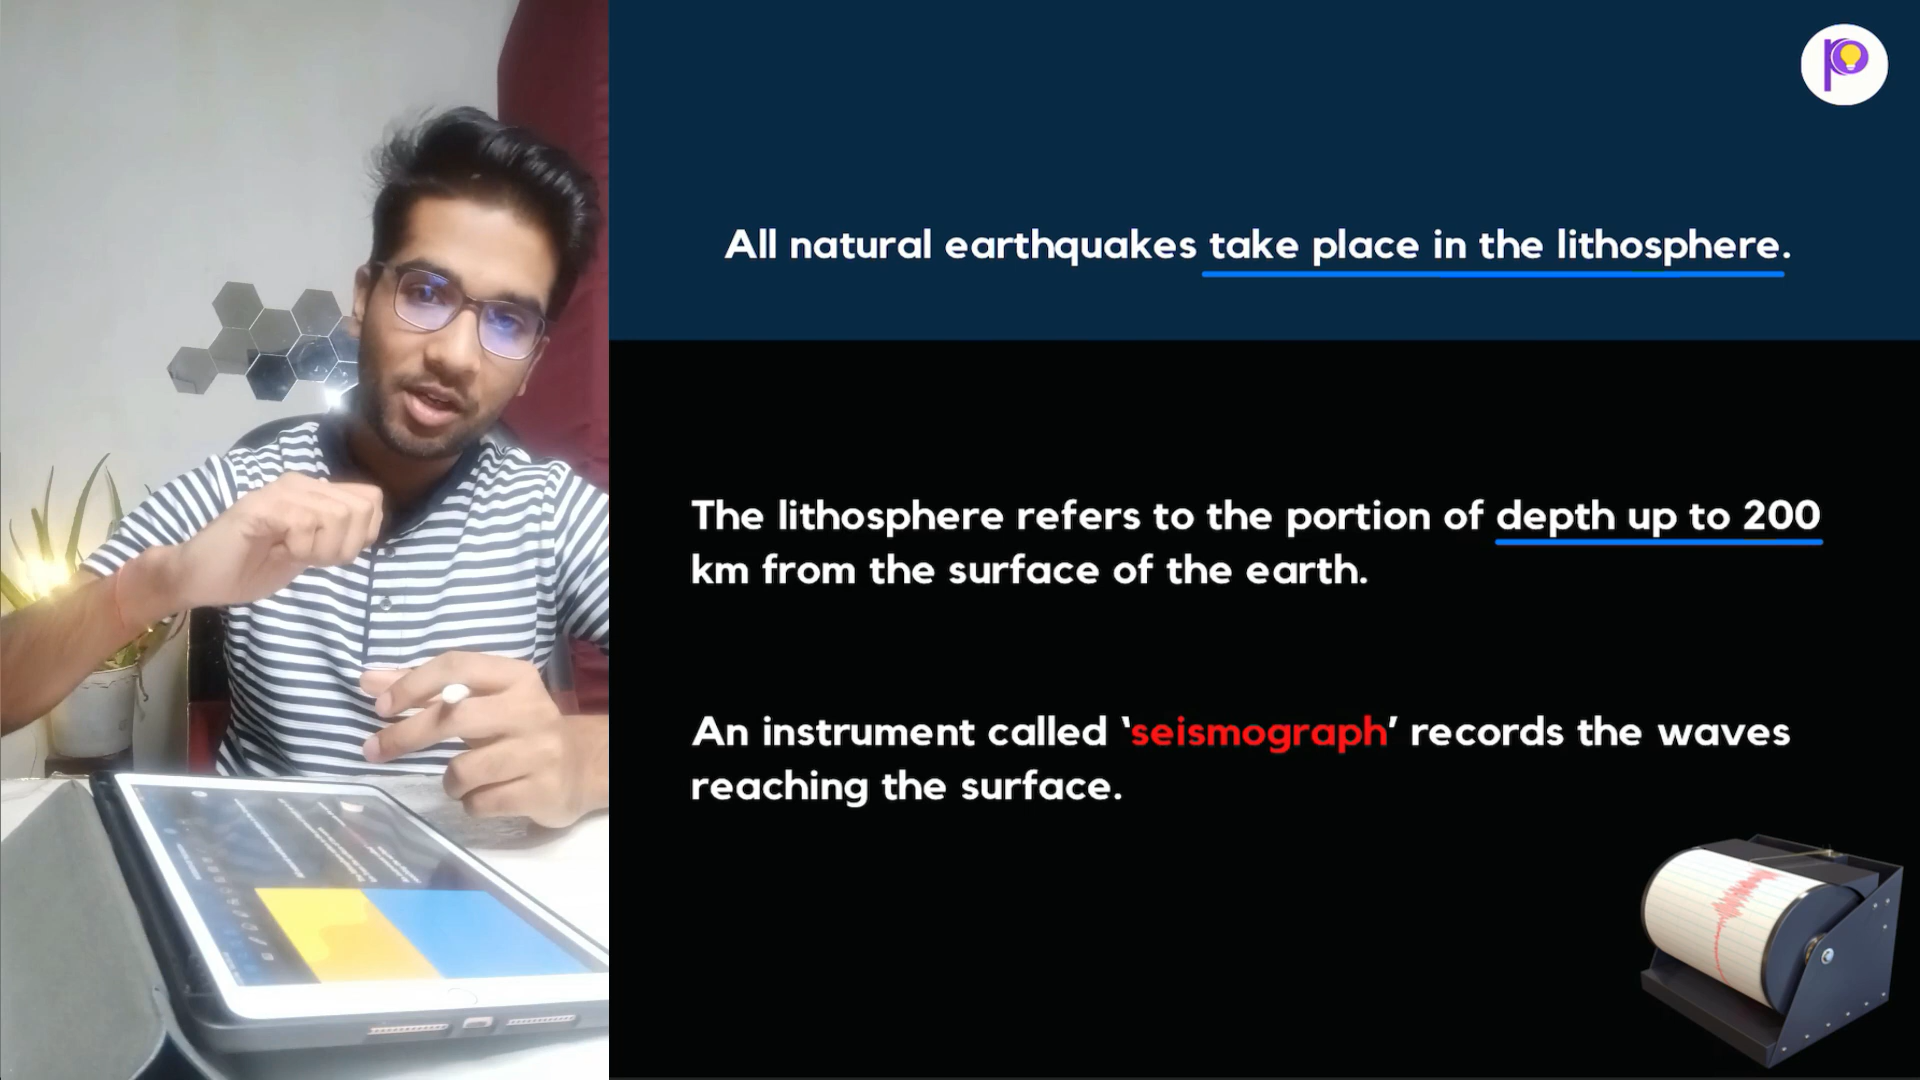 All natural earthquakes take place in the lithosphere.
The lithosphere refers to the portion of depth up to 200
km from the surface of the earth.
An instrument called ‘seismograph’ records the waves
reaching the surface.